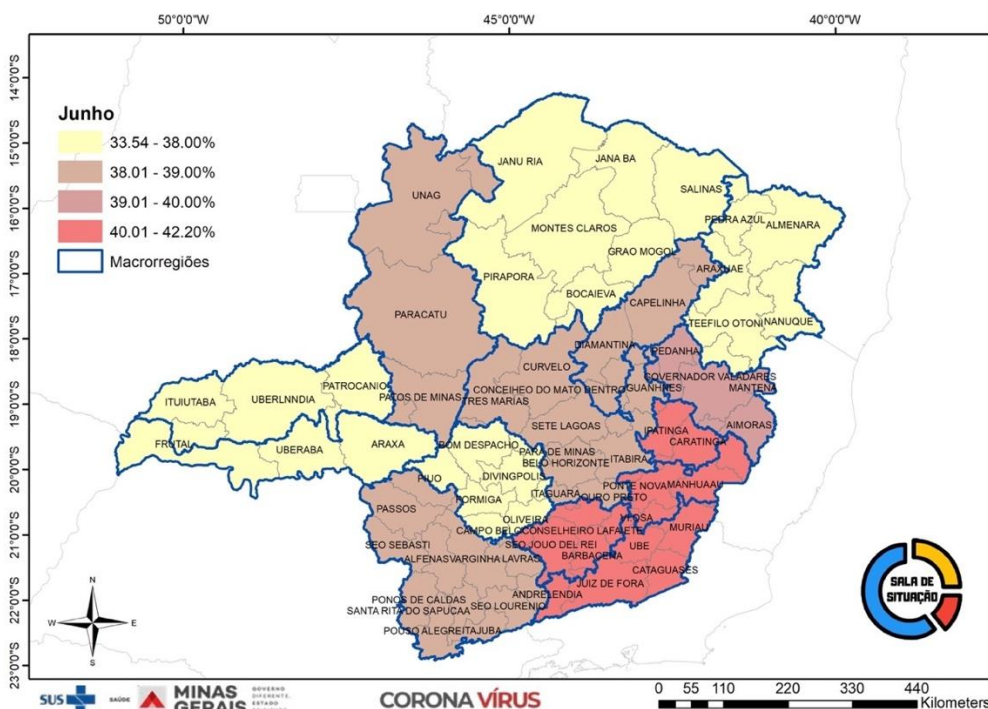 50°0'0"W 45°0'0"W 40°0'0"W
14°0'0"S
15°0'0"S
16°0'0"S
17°0'0"S
18°0'0"S
19°0'0"S
20°0'0"S
21°0'0"S
22°0'0"S
23°0'0"S
Junho
33.54 - 38.00%
38.01 - 39.00%
39.01 - 40.00%
40.01 - 42.20%
Macrorregiões
JANU RIA
JANA BA
UNAG
SALINAS
PEDRA AZUL
ALMENARA
MONTES CLAROS
GRAO MOGOL
PIRAPORA
ARAXUAE
BOCAIEVA
CAPELINHA
PARACATU
TEEFILO OTONI
NANUQUE
DIAMANTINA
PEDANHA
CURVELO
GOVERNADOR VALADARES
PATROCANIO
CONCEIHEO DO MATO DENTRO
GUANHNES
MANTENA
ITUIUTABA
UBERLNNDIA
PATOS DE MINAS
TRES MARIAS
SETE LAGOAS
AIMORAS
IPATINGA
CARATINGA
FRUTAL
UBERABA
ARAXA
BOM DESPACHO
PARA DE MINAS
BELO HORIZONTE
ITABIRA
PIUO
DIVINGPOLIS
PONTE NOVA
MANHUAAU
FORMIGA
ITAGUARA
OURO PRETO
PASSOS
OLIVEIRA
VPOSA
MURIAU
CAMPO BELO
CONSELHEIRO LAFAIETE
SEO SEBASTI
SEO JOUO DEL REI
UBE
ALFENAS
VARGINHA
LAVRAS
BARBACENA
CATAGUASES
JUIZ DE FORA
ANDRELENDIA
PONOS DE CALDAS
SEO LOURENIO
SANTA RITA DO SAPUCAA
POUSO ALEGRE
ITAJUBA
N
W E
S
SALA DE
SITUAÇÃO
SUS
SAÚDE
MINAS
GERAIS
GOVERNO
DIFERENTE.
ESTADO
CORONA VÍRUS
0 55 110 220 330 440
Kilometers